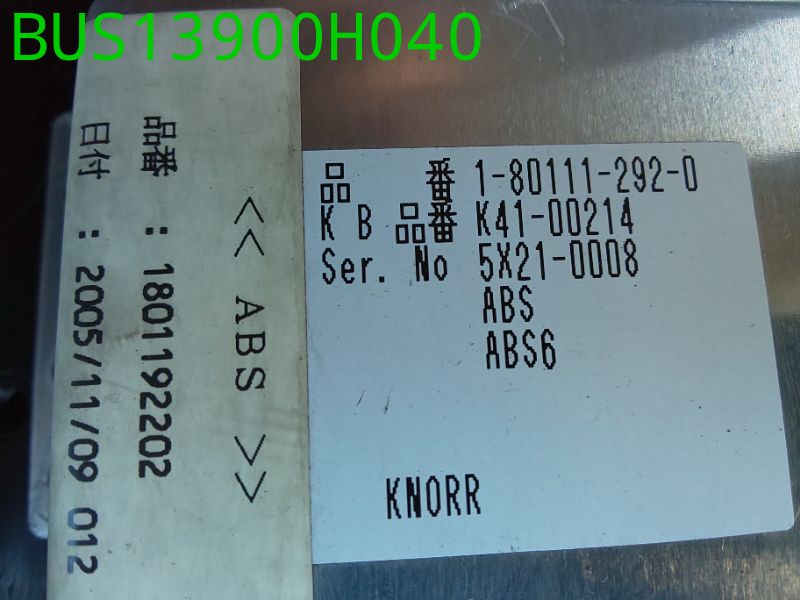 BUS13900H040
品番 : 1801192202
日付 : 2005/11/09 012
<< ABS >>
品 番 1-80111-292-0
K B 品番 K41-00214
Ser. No 5X21-0008
ABS
ABS6
KNORR